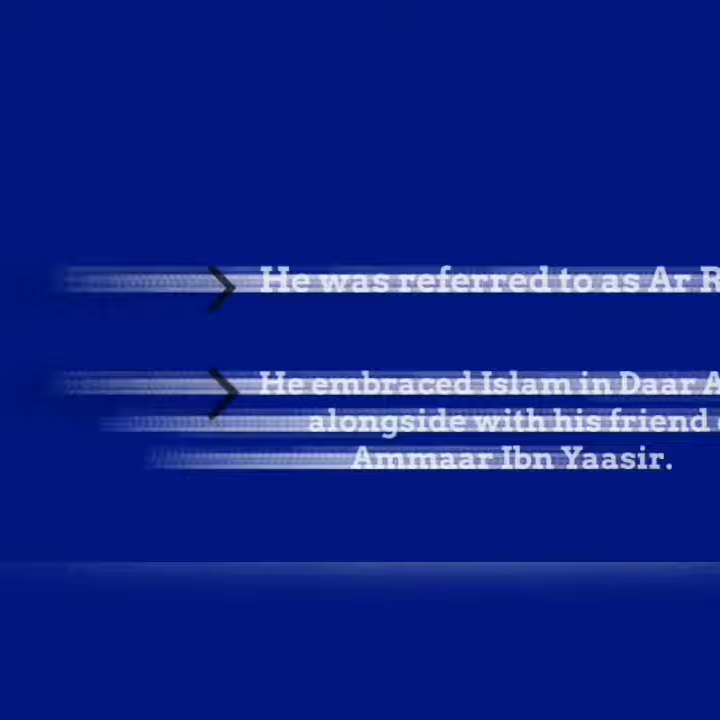 He was referred to as Ar R
He embraced Islam in Daar A
alongside with his friend
Ammaar Ibn Yaasir.